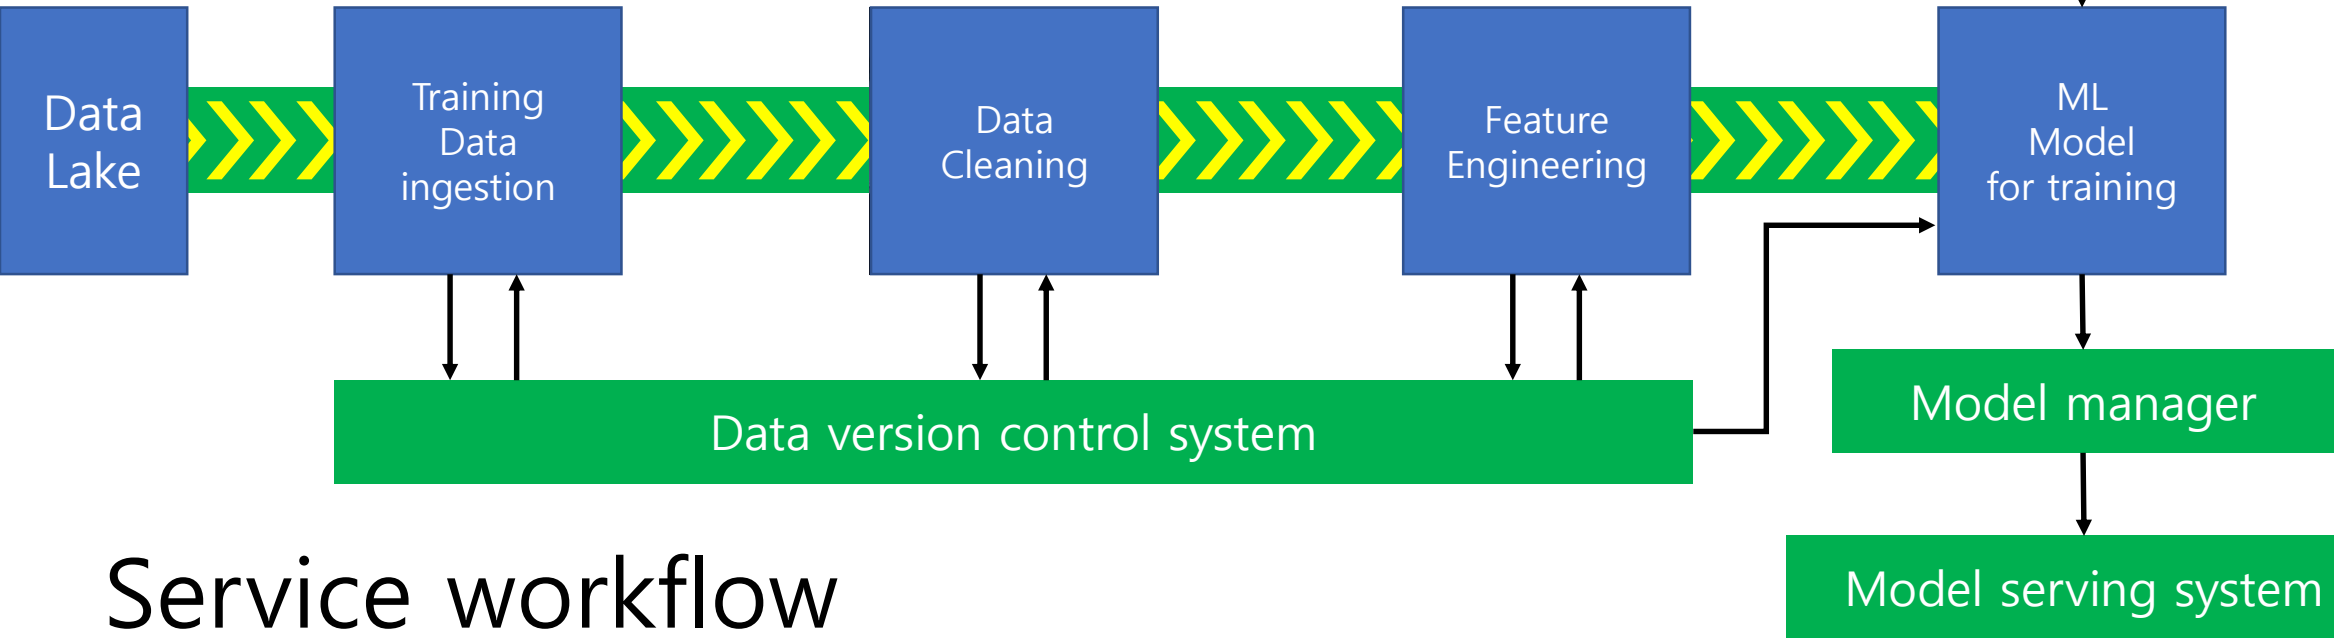 Data
Lake
Training
Data
ingestion
Data
Cleaning
Feature
Engineering
ML
Model
for training
Data version control system
Model manager
Model serving system
Service workflow